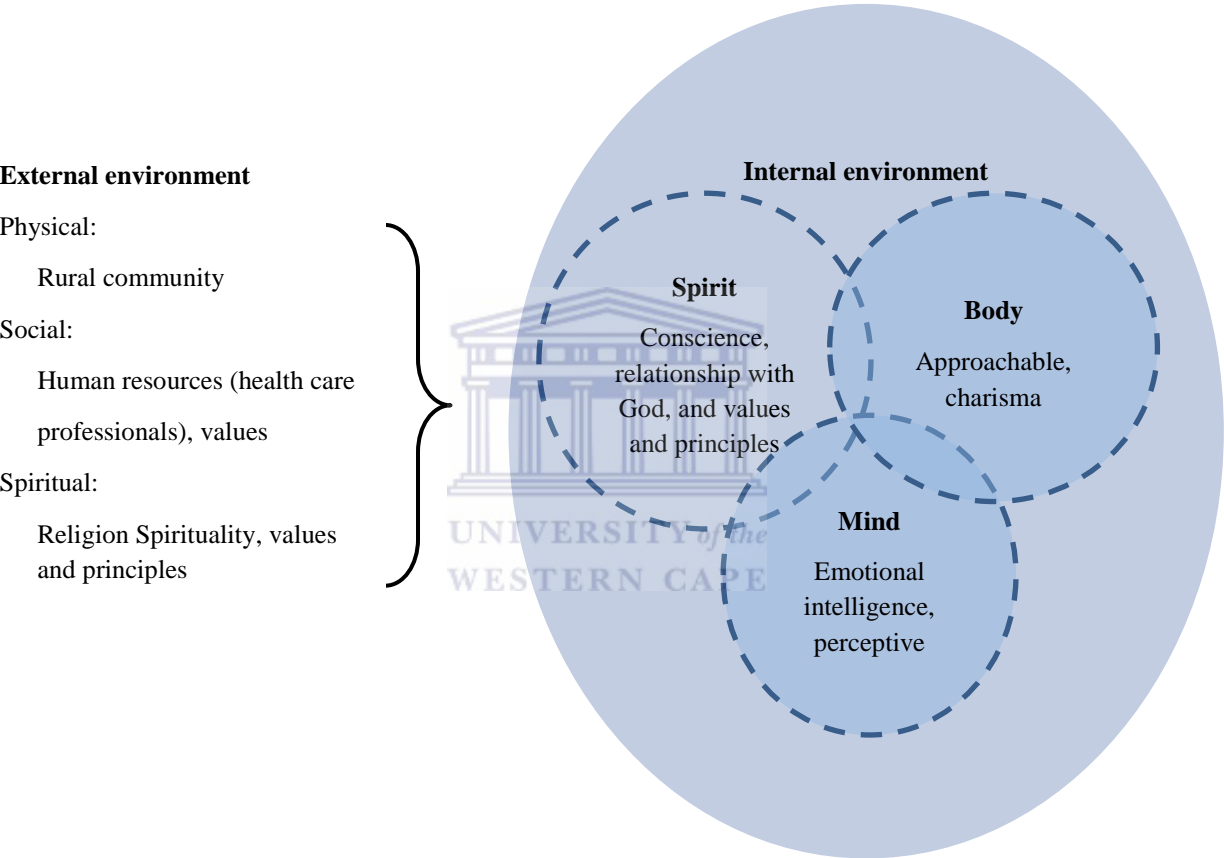 External environment
Physical:
Rural community
Social:
Human resources (health care
professionals), values
Spiritual:
Religion Spirituality, values
and principles
Internal environment
Spirit
Conscience,
relationship with
God, and values
and principles
Body
Approachable,
charisma
Mind
Emotional
intelligence,
perceptive
UNIVERSITY of the
WESTERN CAPE